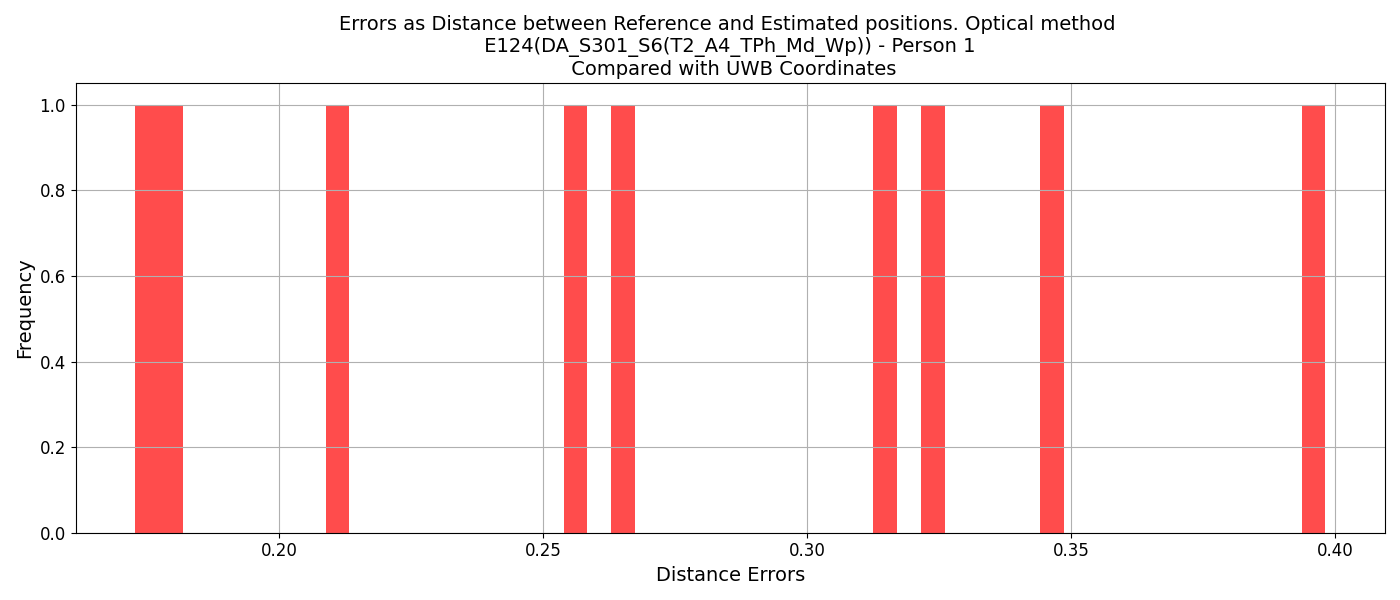 Errors as Distance between Reference and Estimated positions. Optical method
E124(DA_S301_S6(T2_A4_TPh_Md_Wp)) - Person 1
Compared with UWB Coordinates
1.0
0.8
0.6
0.4
0.2
0.0
Frequency
0.20 0.25 0.30 0.35 0.40
Distance Errors